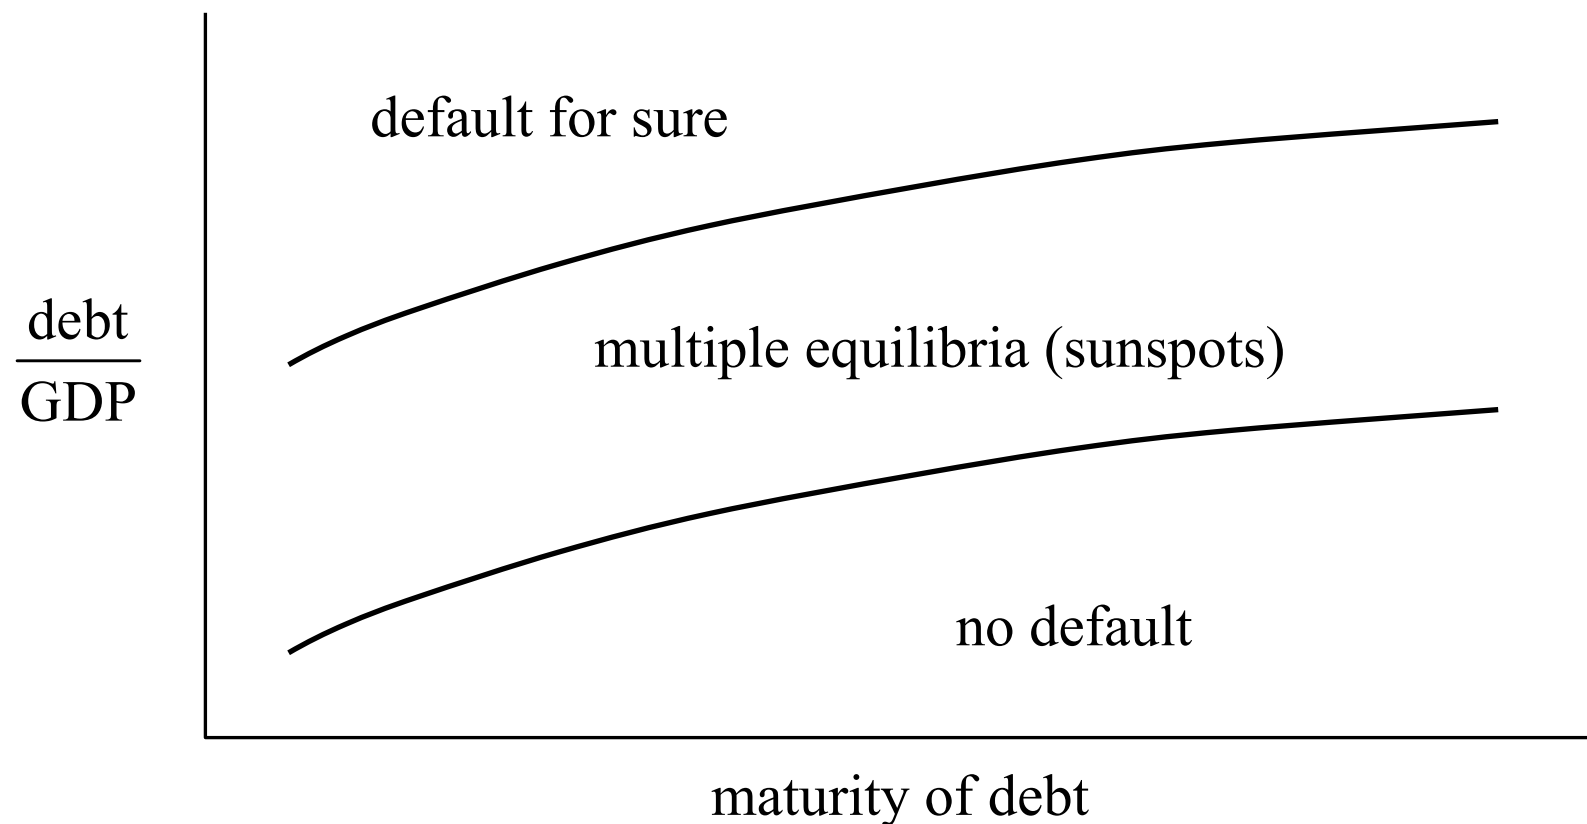 default for sure
debt
GDP
multiple equilibria (sunspots)
no default
maturity of debt